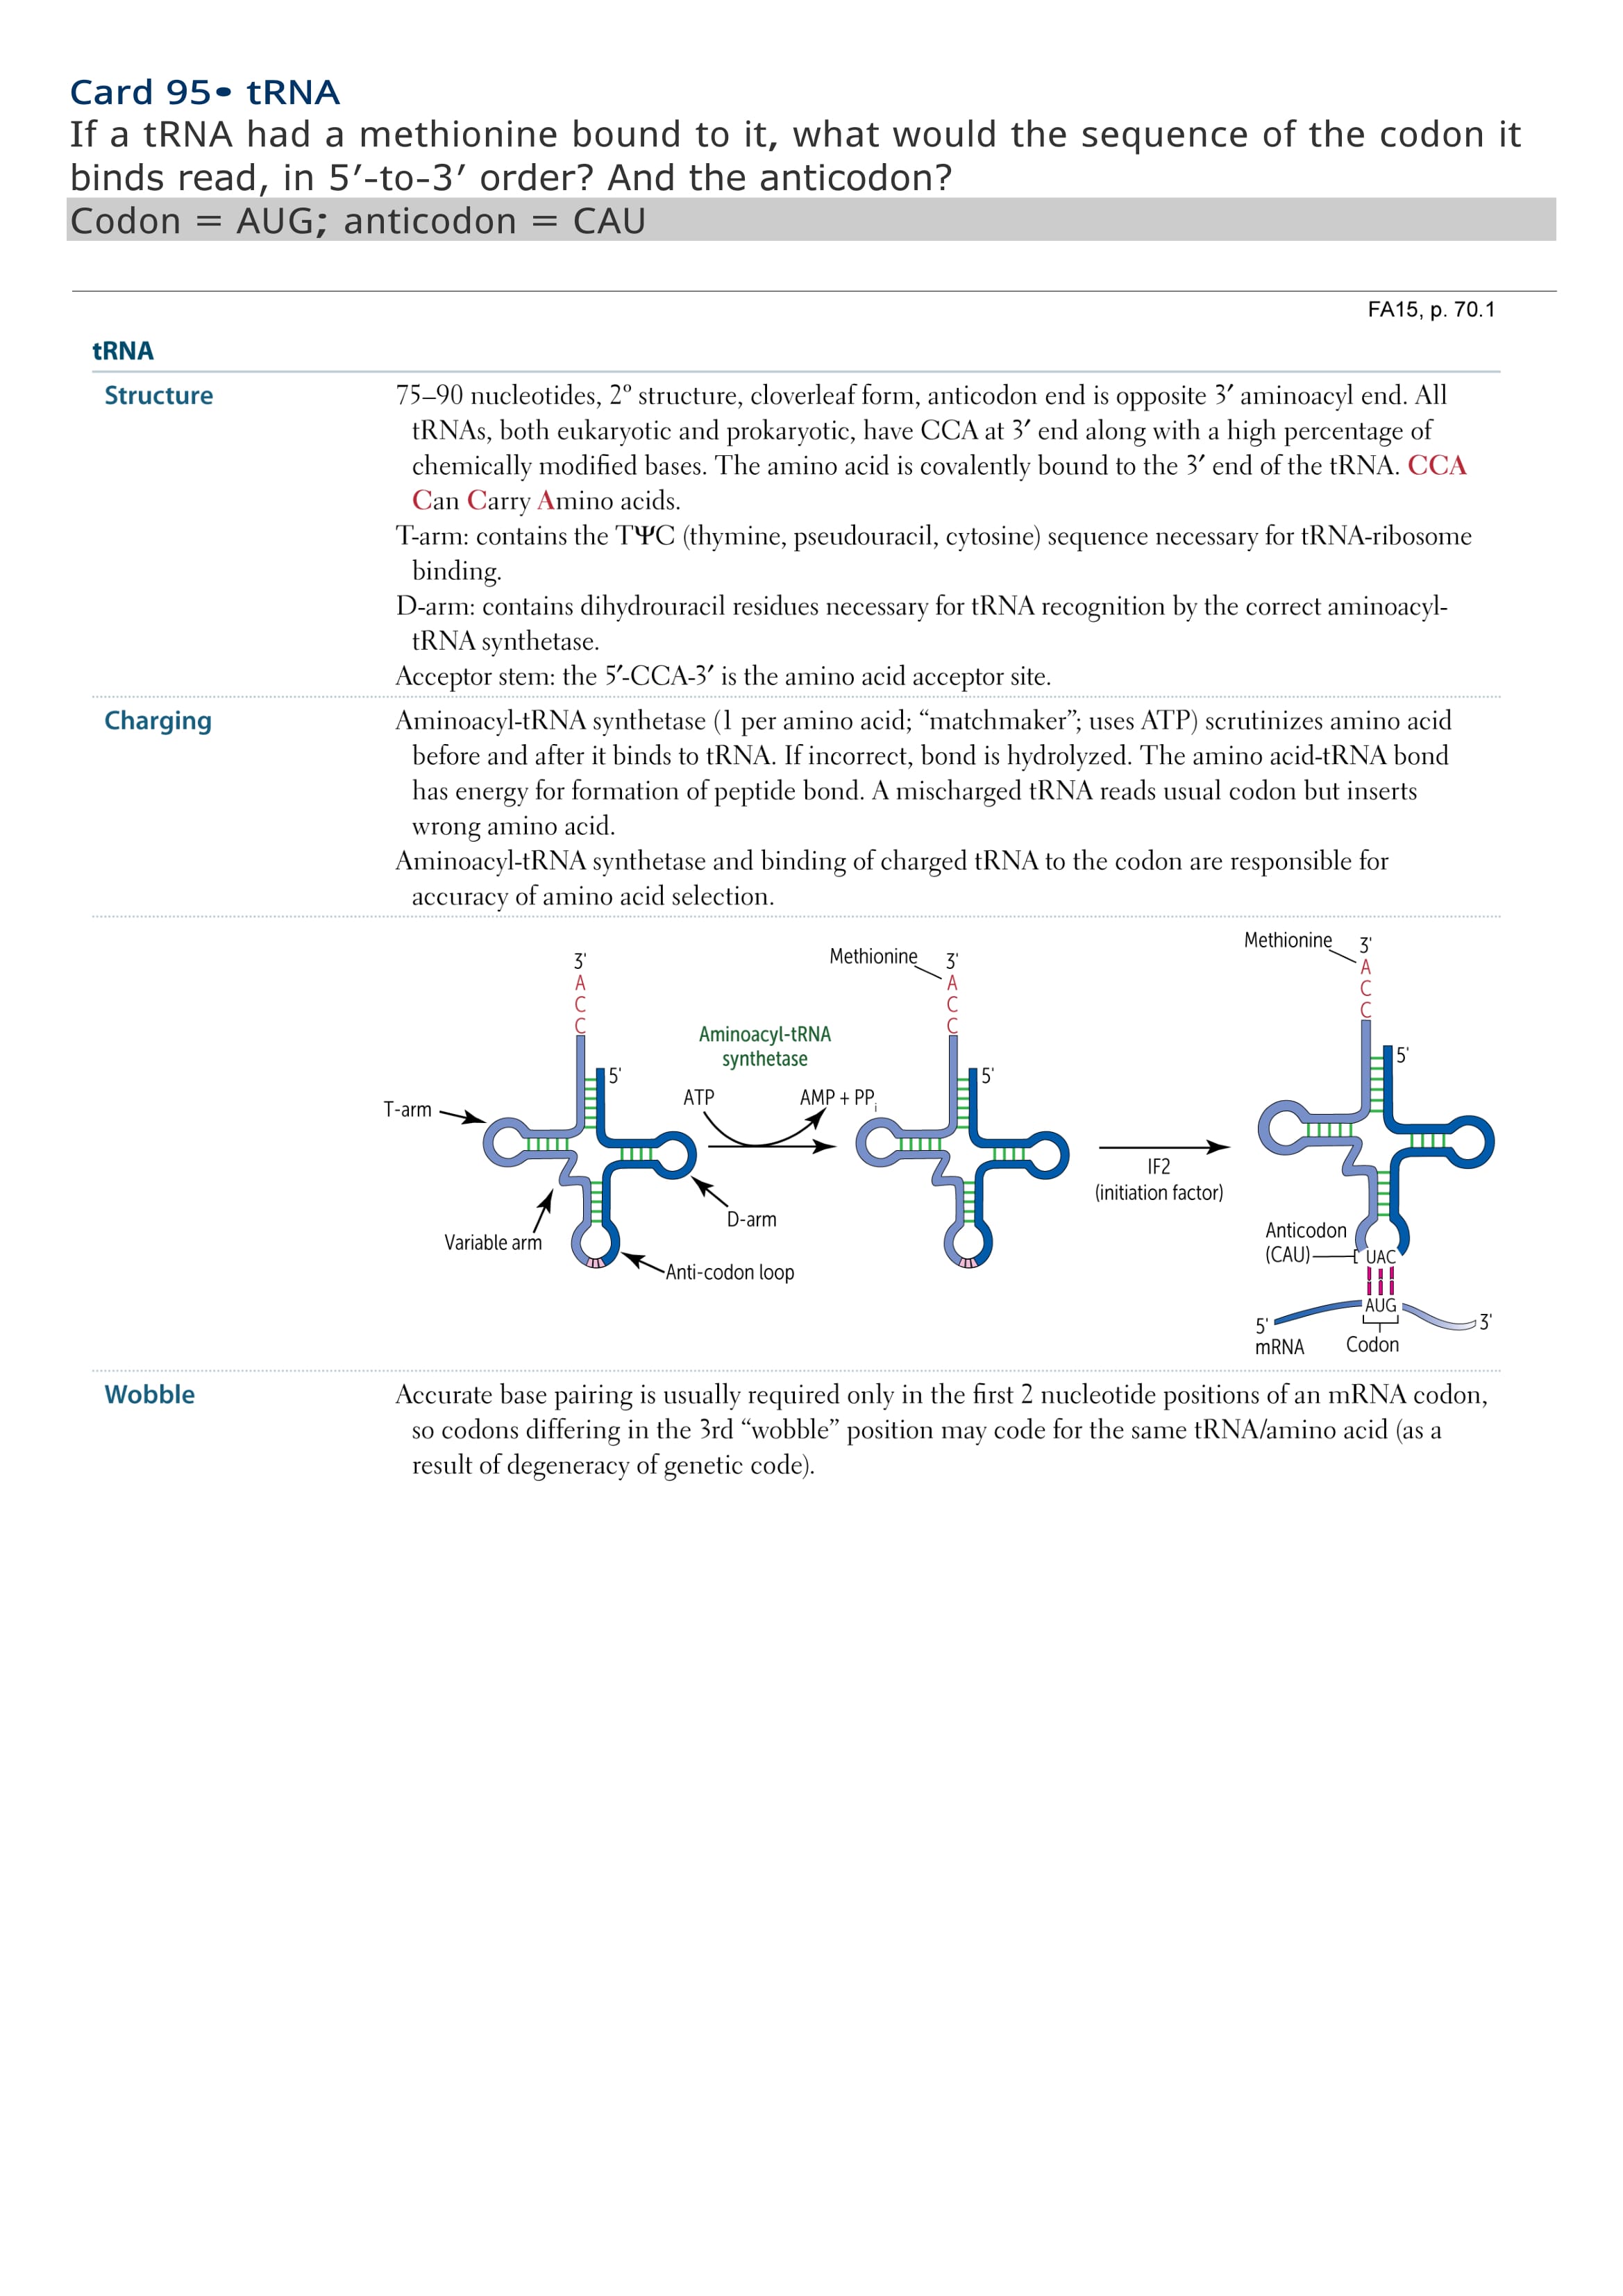 Card 95• tRNA
If a tRNA had a methionine bound to it, what would the sequence of the codon it
binds read, in 5′-to-3′ order? And the anticodon?
Codon = AUG; anticodon = CAU
FA15, p. 70.1
tRNA
Structure
75–90 nucleotides, 2º structure, cloverleaf form, anticodon end is opposite 3′ aminoacyl end. All
tRNAs, both eukaryotic and prokaryotic, have CCA at 3′ end along with a high percentage of
chemically modified bases. The amino acid is covalently bound to the 3′ end of the tRNA. CCA
Can Carry Amino acids.
T-arm: contains the TΨC (thymine, pseudouracil, cytosine) sequence necessary for tRNA-ribosome
binding.
D-arm: contains dihydrouracil residues necessary for tRNA recognition by the correct aminoacyl-
tRNA synthetase.
Acceptor stem: the 5′-CCA-3′ is the amino acid acceptor site.
Charging
Aminoacyl-tRNA synthetase (1 per amino acid; “matchmaker”; uses ATP) scrutinizes amino acid
before and after it binds to tRNA. If incorrect, bond is hydrolyzed. The amino acid-tRNA bond
has energy for formation of peptide bond. A mischarged tRNA reads usual codon but inserts
wrong amino acid.
Aminoacyl-tRNA synthetase and binding of charged tRNA to the codon are responsible for
accuracy of amino acid selection.
3'
A
C
C
5'
T-arm
Variable arm
D-arm
Anti-codon loop
Aminoacyl-tRNA
synthetase
ATP
AMP + PPi
Methionine
3'
A
C
C
5'
IF2
(initiation factor)
Methionine
3'
A
C
C
5'
Anticodon
(CAU)
UAC
AUG
5'
3'
mRNA
Codon
Wobble
Accurate base pairing is usually required only in the first 2 nucleotide positions of an mRNA codon,
so codons differing in the 3rd “wobble” position may code for the same tRNA/amino acid (as a
result of degeneracy of genetic code).